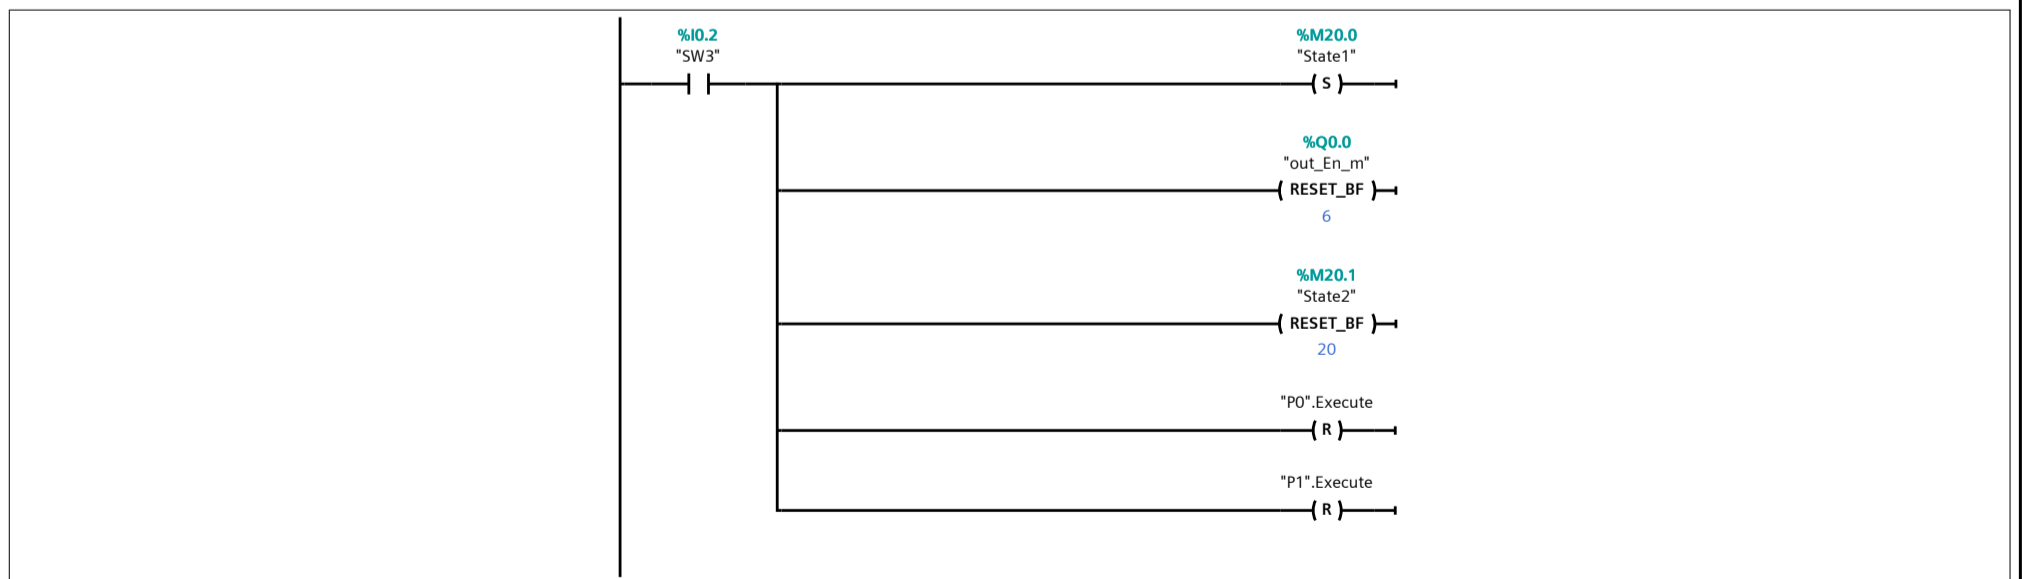 %I0.2
"SW3"
%M20.0
"State1"
( S )
%Q0.0
"out_En_m"
( RESET_BF )
6
%M20.1
"State2"
( RESET_BF )
20
"P0".Execute
( R )
"P1".Execute
( R )